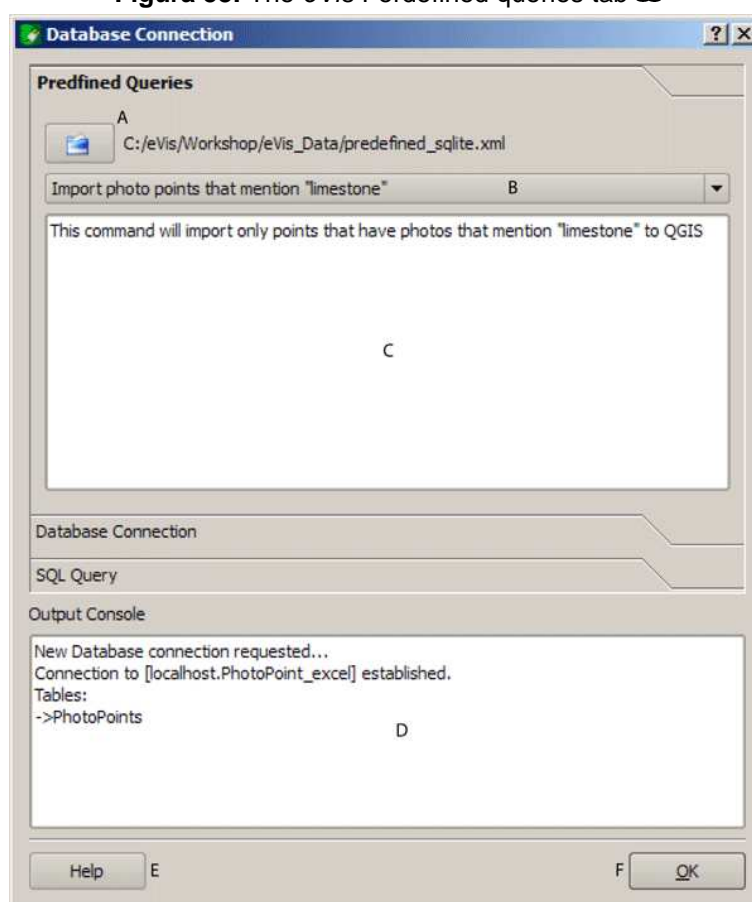 Database Connection
Predfined Queries
A
C:/eVis/Workshop/eVis_Data/predefined_sqlite.xml
Import photo points that mention "limestone" B
This command will import only points that have photos that mention "limestone" to QGIS
C
Database Connection
SQL Query
Output Console
New Database connection requested...
Connection to [localhost.PhotoPoint_excel] established.
Tables:
->PhotoPoints
D
Help E F OK